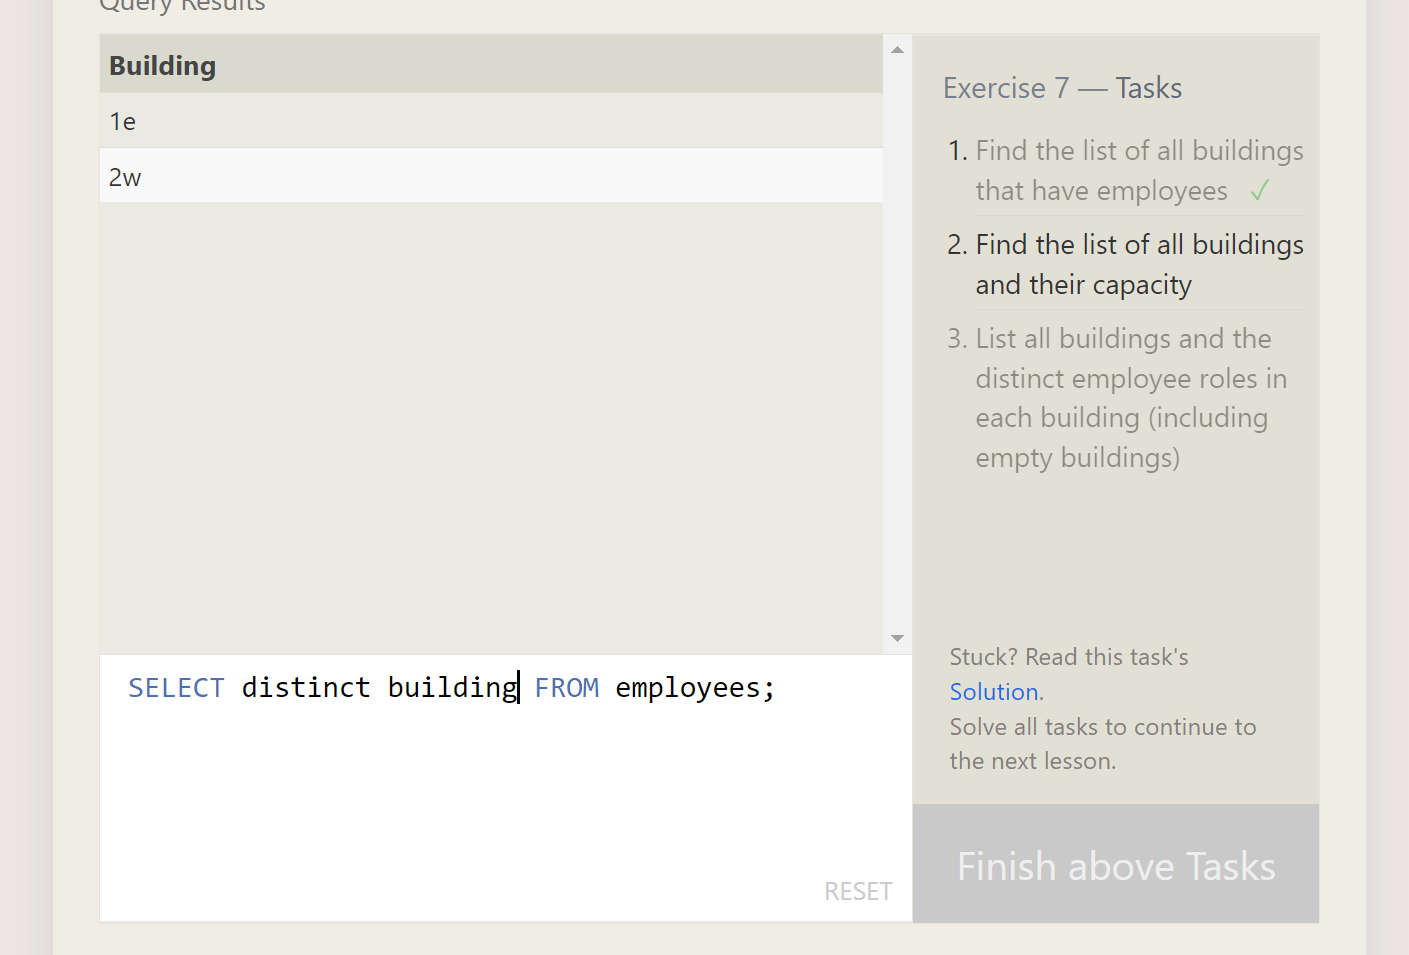 Query Results
Building
1e
2w
SELECT distinct building FROM employees;
RESET
Exercise 7 — Tasks
1. Find the list of all buildings
that have employees ✓
2. Find the list of all buildings
and their capacity
3. List all buildings and the
distinct employee roles in
each building (including
empty buildings)
Stuck? Read this task's
Solution.
Solve all tasks to continue to
the next lesson.
Finish above Tasks